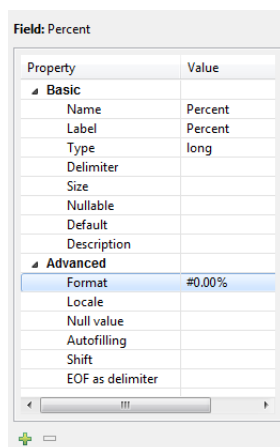 Field: Percent
Property Value
Basic
Name Percent
Label Percent
Type long
Delimiter
Size
Nullable
Default
Description
Advanced
Format #0.00%
Locale
Null value
Autofilling
Shift
EOF as delimiter